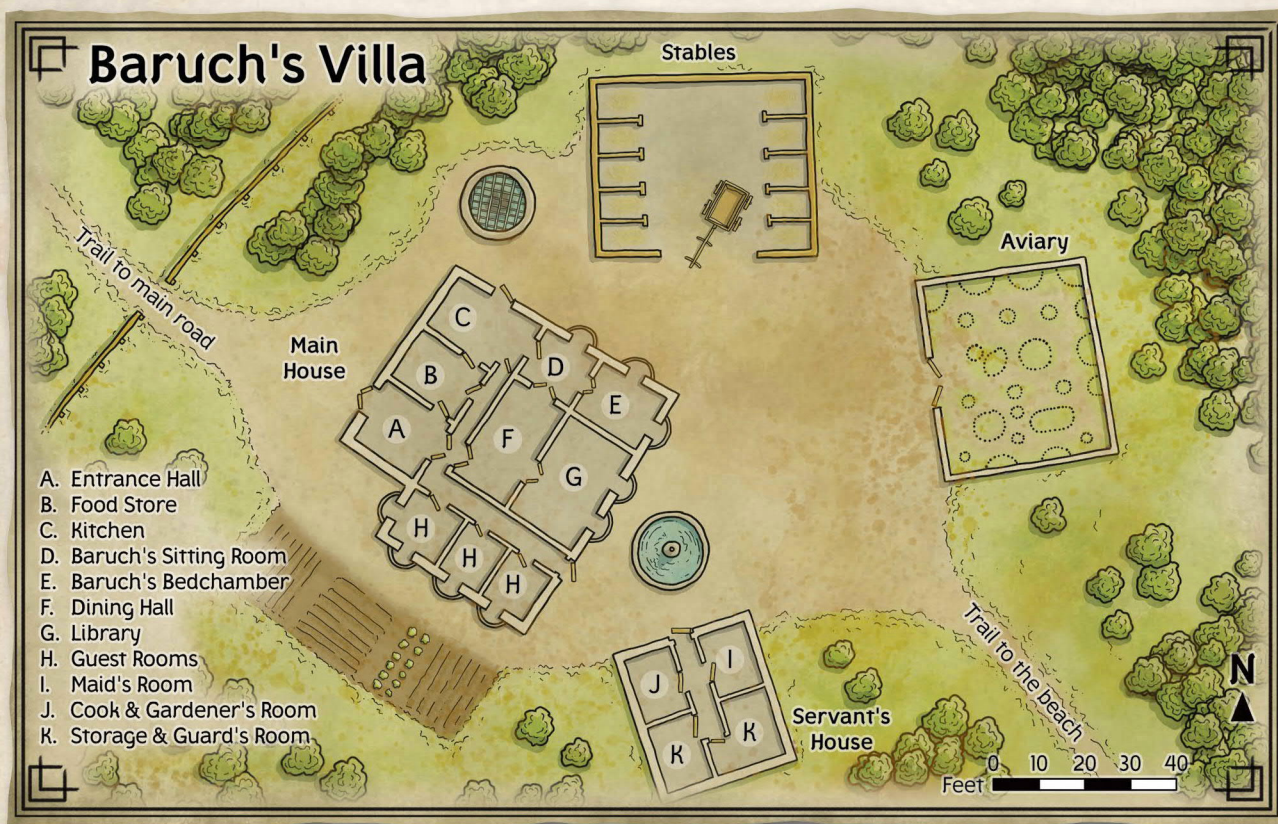 Baruch's Villa
Stables
Aviary
Trail to main road
Main
House
C
D
B
E
A
F
G
H
H
H
I
J
K
K
A. Entrance Hall
B. Food Store
C. Kitchen
D. Baruch's Sitting Room
E. Baruch's Bedchamber
F. Dining Hall
G. Library
H. Guest Rooms
I. Maid's Room
J. Cook & Gardener's Room
K. Storage & Guard's Room
Servant's
House
Trail to the beach
N
0 10 20 30 40
Feet